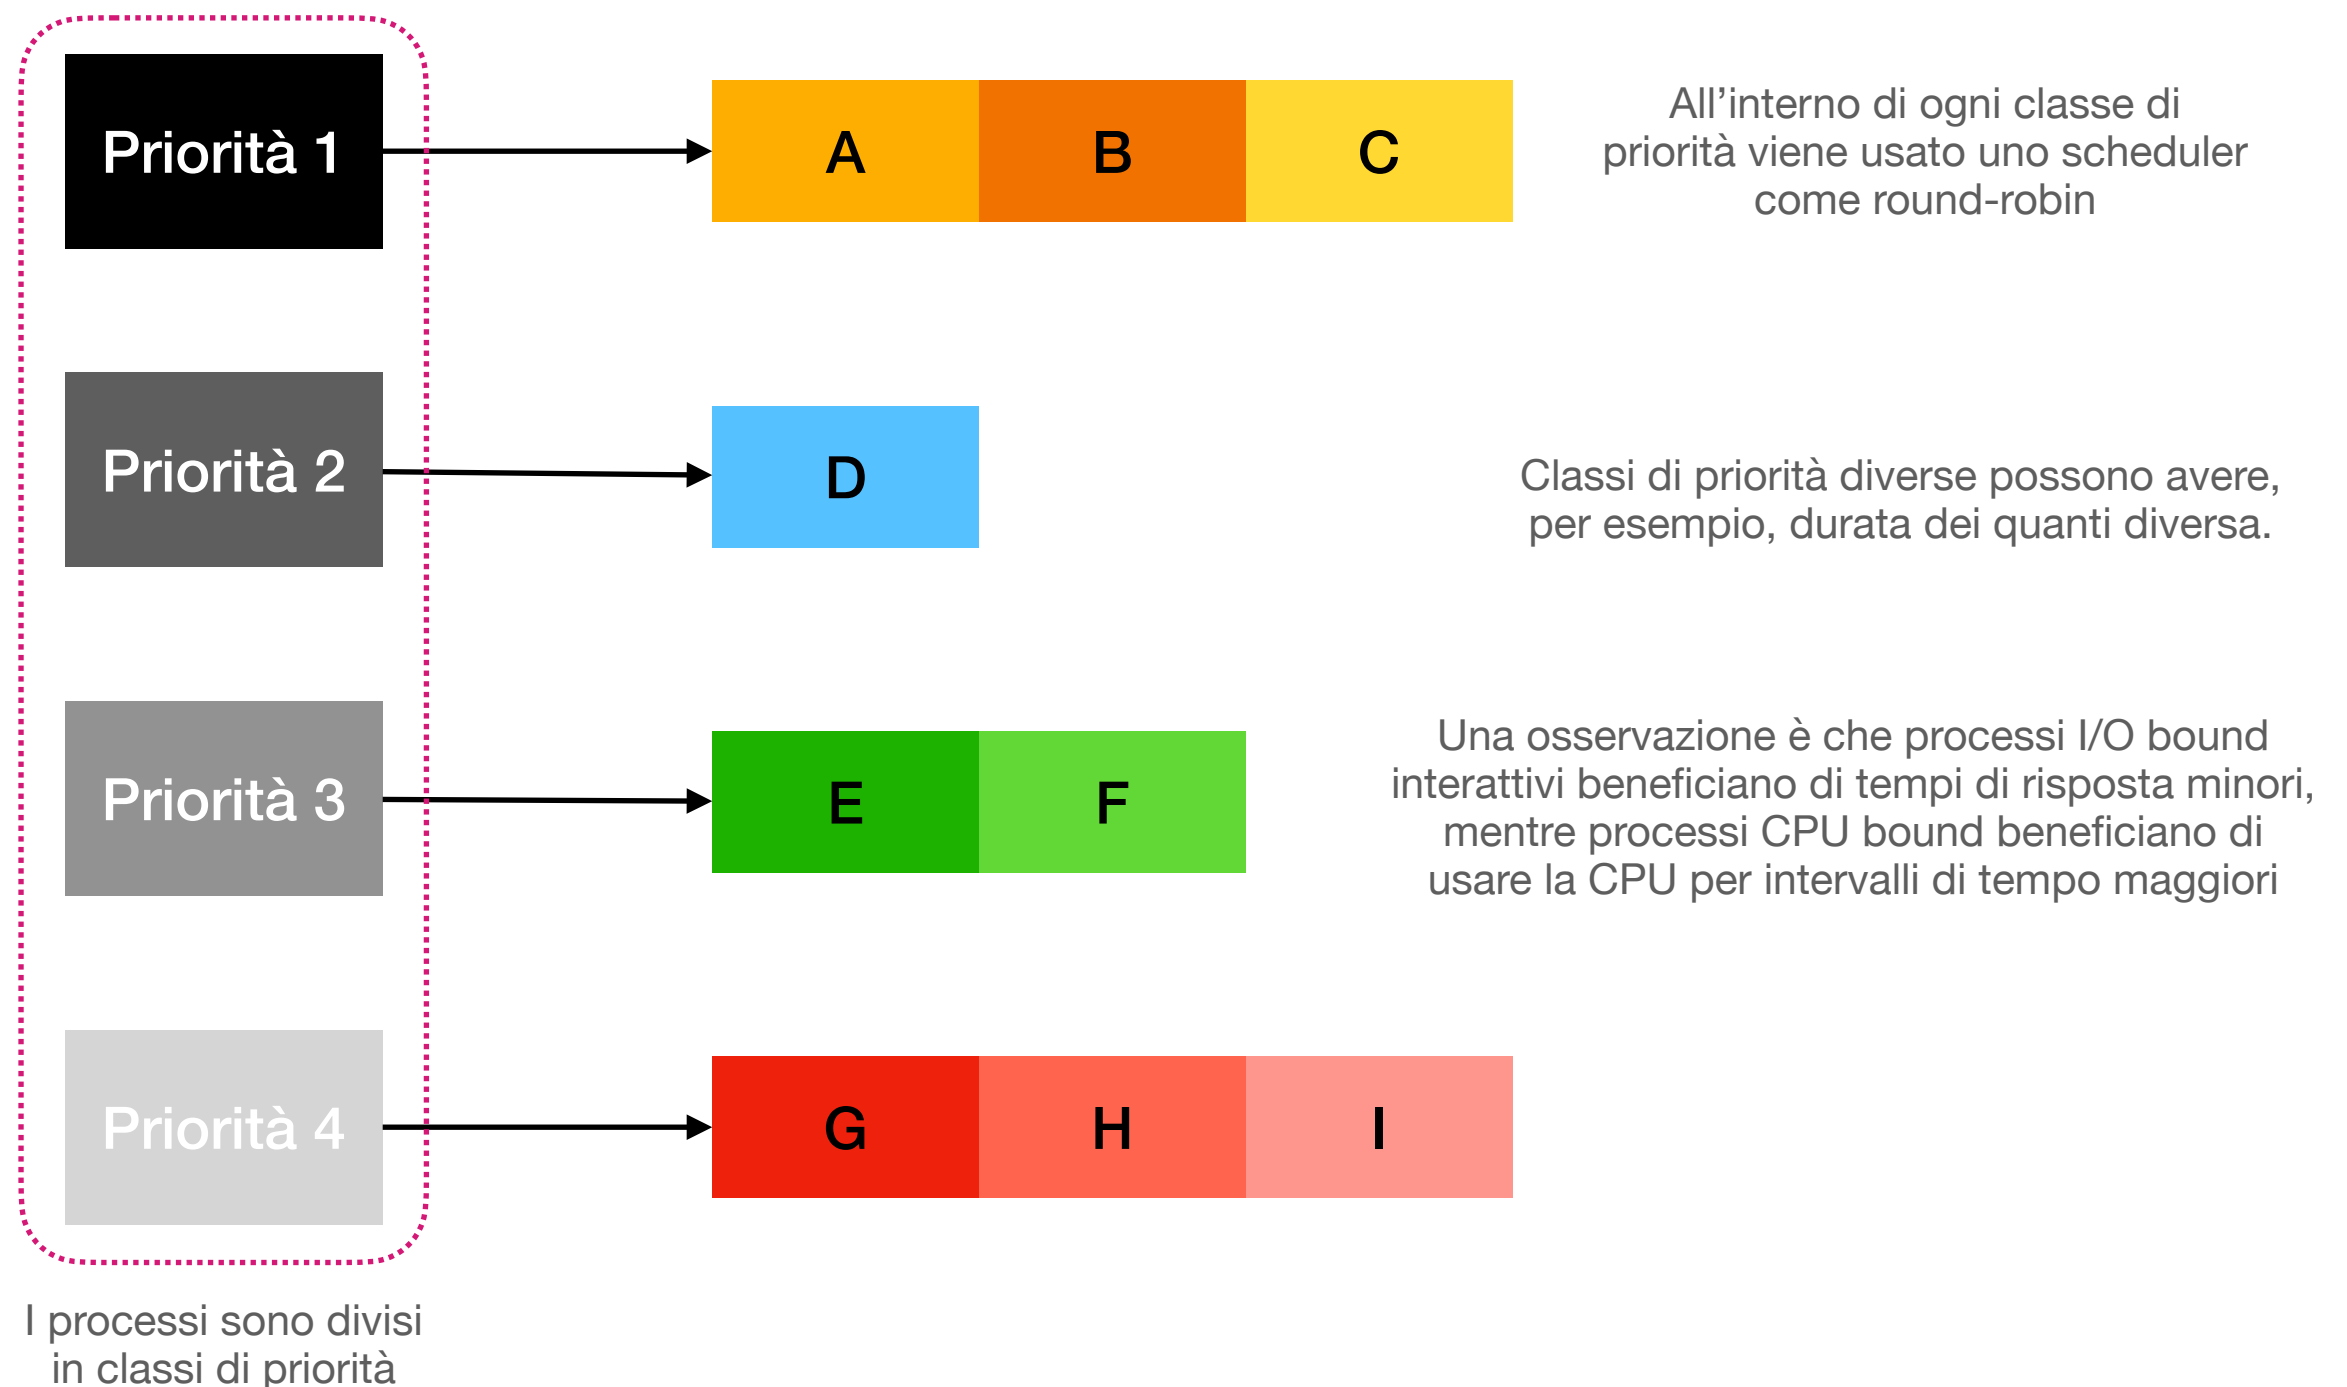 Priorità 1
A
B
C
All’interno di ogni classe di
priorità viene usato uno scheduler
come round-robin
Priorità 2
D
Classi di priorità diverse possono avere,
per esempio, durata dei quanti diversa.
Priorità 3
E
F
Una osservazione è che processi I/O bound
interattivi beneficiano di tempi di risposta minori,
mentre processi CPU bound beneficiano di
usare la CPU per intervalli di tempo maggiori
Priorità 4
G
H
I
I processi sono divisi
in classi di priorità